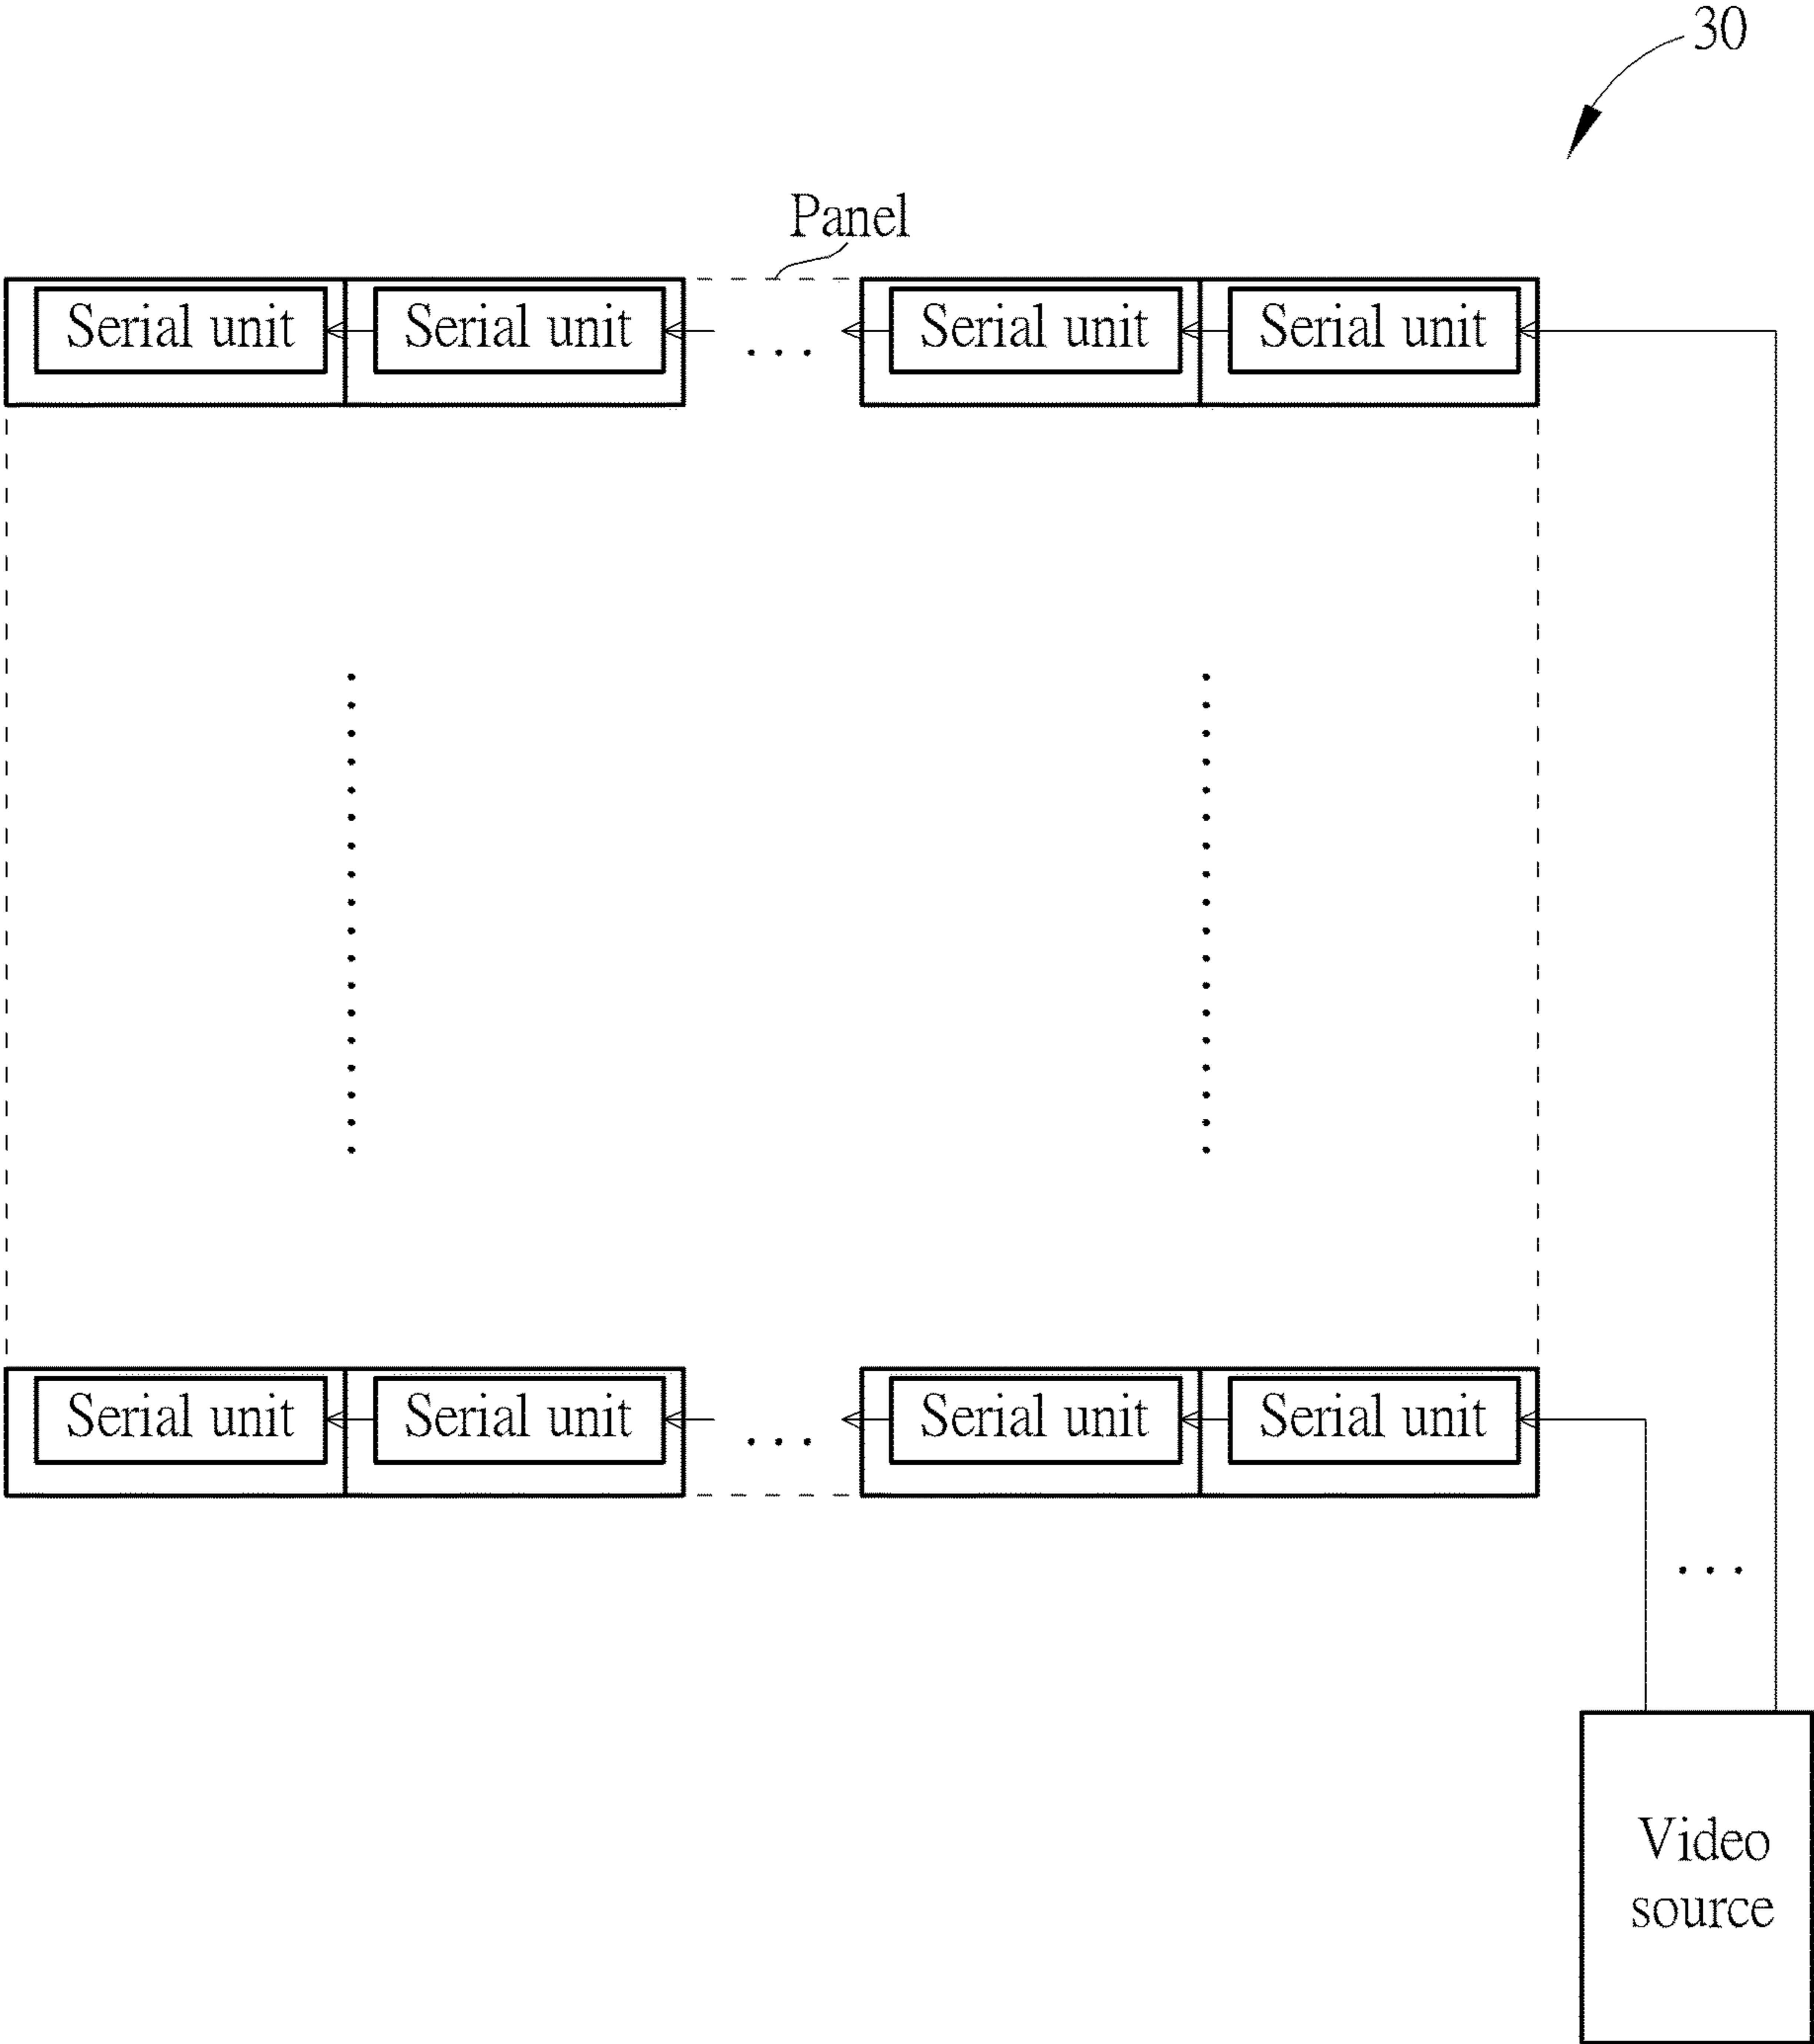 30
Panel
Serial unit Serial unit ... Serial unit Serial unit
Serial unit Serial unit ... Serial unit Serial unit
...
Video
source